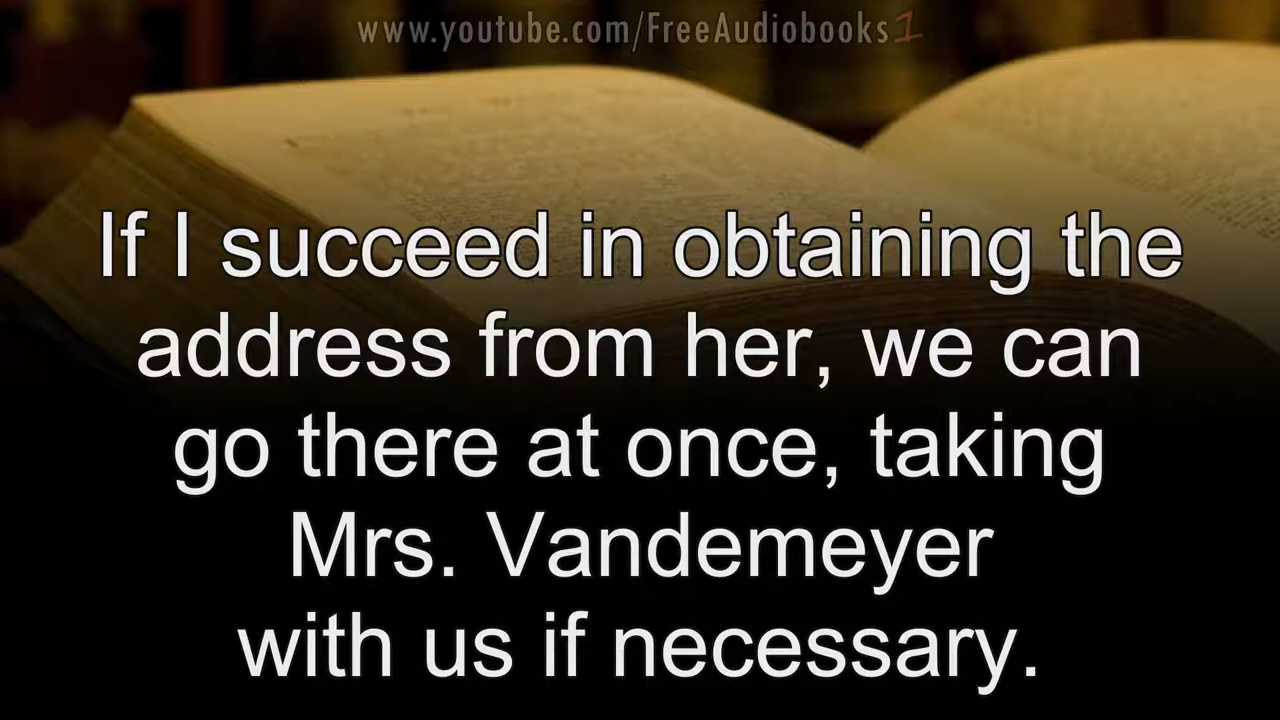 www.youtube.com/FreeAudiobooks1
If I succeed in obtaining the
address from her, we can
go there at once, taking
Mrs. Vandemeyer
with us if necessary.